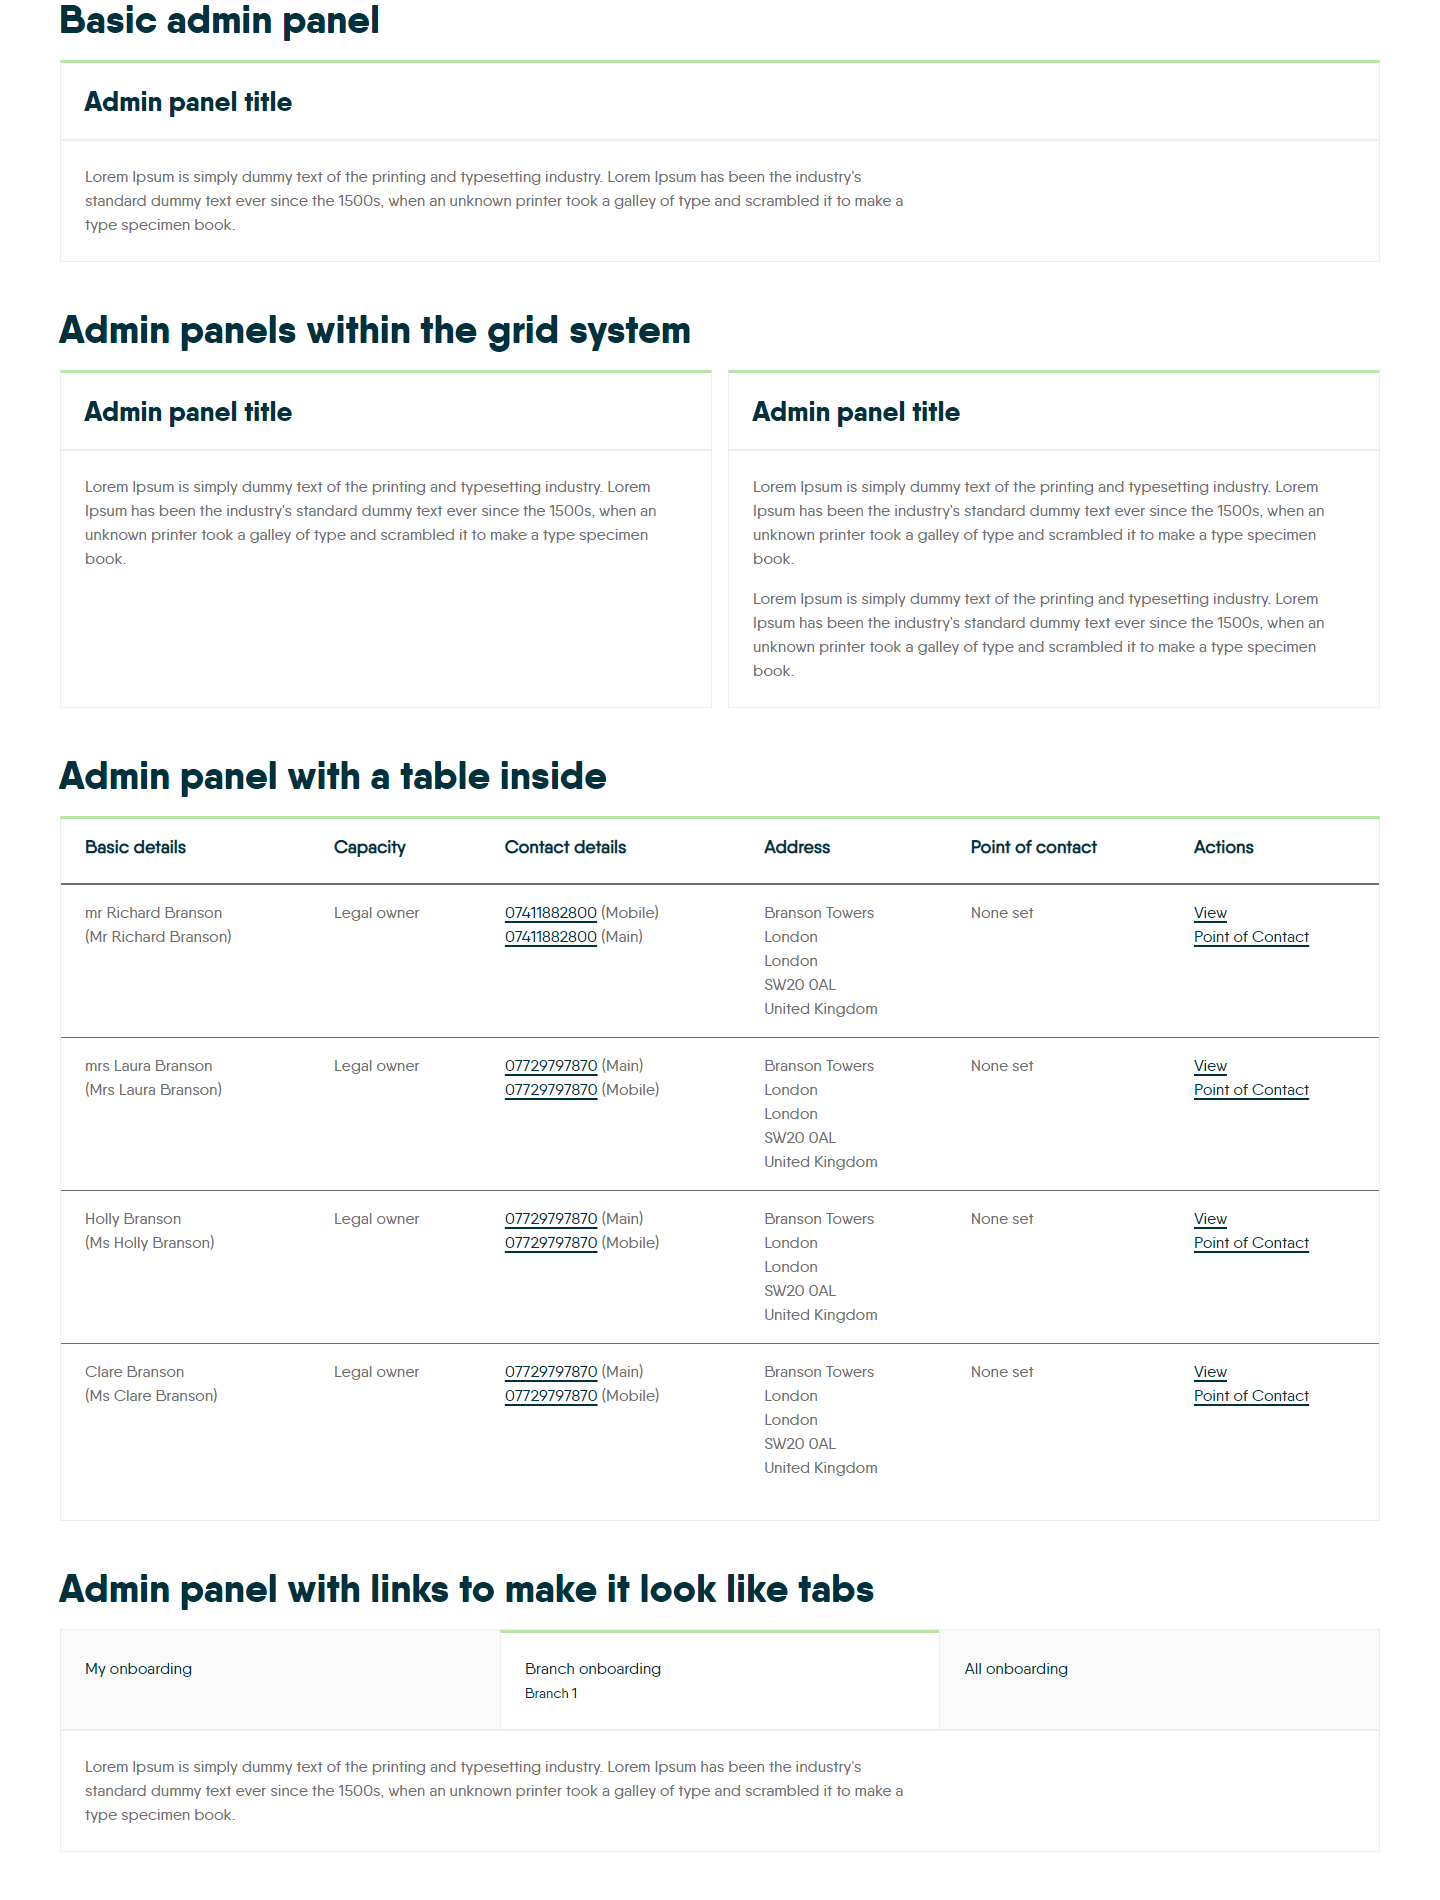 Basic admin panel
Admin panel title
Lorem Ipsum is simply dummy text of the printing and typesetting industry. Lorem Ipsum has been the industry's
standard dummy text ever since the 1500s, when an unknown printer took a galley of type and scrambled it to make a
type specimen book.
Admin panels within the grid system
Admin panel title
Lorem Ipsum is simply dummy text of the printing and typesetting industry. Lorem
Ipsum has been the industry's standard dummy text ever since the 1500s, when an
unknown printer took a galley of type and scrambled it to make a type specimen
book.
Admin panel title
Lorem Ipsum is simply dummy text of the printing and typesetting industry. Lorem
Ipsum has been the industry's standard dummy text ever since the 1500s, when an
unknown printer took a galley of type and scrambled it to make a type specimen
book.
Lorem Ipsum is simply dummy text of the printing and typesetting industry. Lorem
Ipsum has been the industry's standard dummy text ever since the 1500s, when an
unknown printer took a galley of type and scrambled it to make a type specimen
book.
Admin panel with a table inside
Basic details Capacity Contact details Address Point of contact Actions
mr Richard Branson Legal owner 07411882800 (Mobile) Branson Towers None set View
(Mr Richard Branson) 07411882800 (Main) London Point of Contact
London
SW20 0AL
United Kingdom
mrs Laura Branson Legal owner 07729797870 (Main) Branson Towers None set View
(Mrs Laura Branson) 07729797870 (Mobile) London Point of Contact
London
SW20 0AL
United Kingdom
Holly Branson Legal owner 07729797870 (Main) Branson Towers None set View
(Ms Holly Branson) 07729797870 (Mobile) London Point of Contact
London
SW20 0AL
United Kingdom
Clare Branson Legal owner 07729797870 (Main) Branson Towers None set View
(Ms Clare Branson) 07729797870 (Mobile) London Point of Contact
London
SW20 0AL
United Kingdom
Admin panel with links to make it look like tabs
My onboarding Branch onboarding All onboarding
Branch 1
Lorem Ipsum is simply dummy text of the printing and typesetting industry. Lorem Ipsum has been the industry's
standard dummy text ever since the 1500s, when an unknown printer took a galley of type and scrambled it to make a
type specimen book.